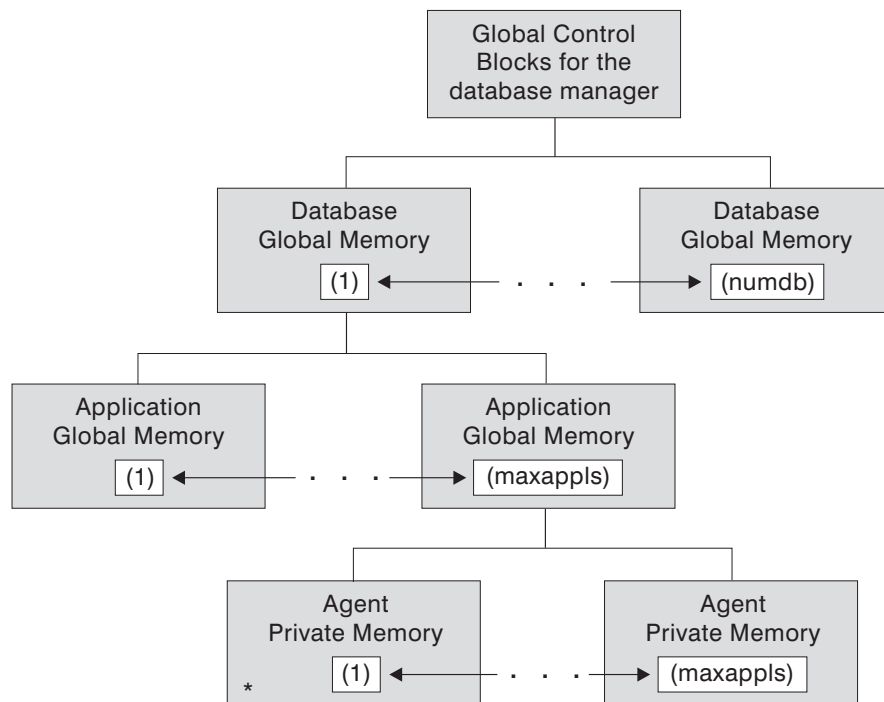 Global Control
Blocks for the
database manager
Database
Global Memory
(1)
. . .
Database
Global Memory
(numdb)
Application
Global Memory
(1)
. . .
Application
Global Memory
(maxappls)
Agent
Private Memory
(1)
*
. . .
Agent
Private Memory
(maxappls)